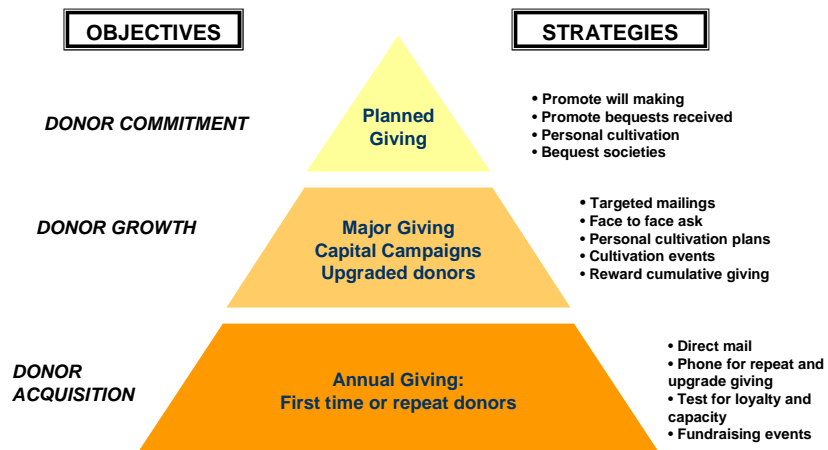 OBJECTIVES
STRATEGIES
DONOR COMMITMENT
Planned
Giving
• Promote will making
• Promote bequests received
• Personal cultivation
• Bequest societies
DONOR GROWTH
Major Giving
Capital Campaigns
Upgraded donors
• Targeted mailings
• Face to face ask
• Personal cultivation plans
• Cultivation events
• Reward cumulative giving
DONOR
ACQUISITION
Annual Giving:
First time or repeat donors
• Direct mail
• Phone for repeat and
upgrade giving
• Test for loyalty and
capacity
• Fundraising events